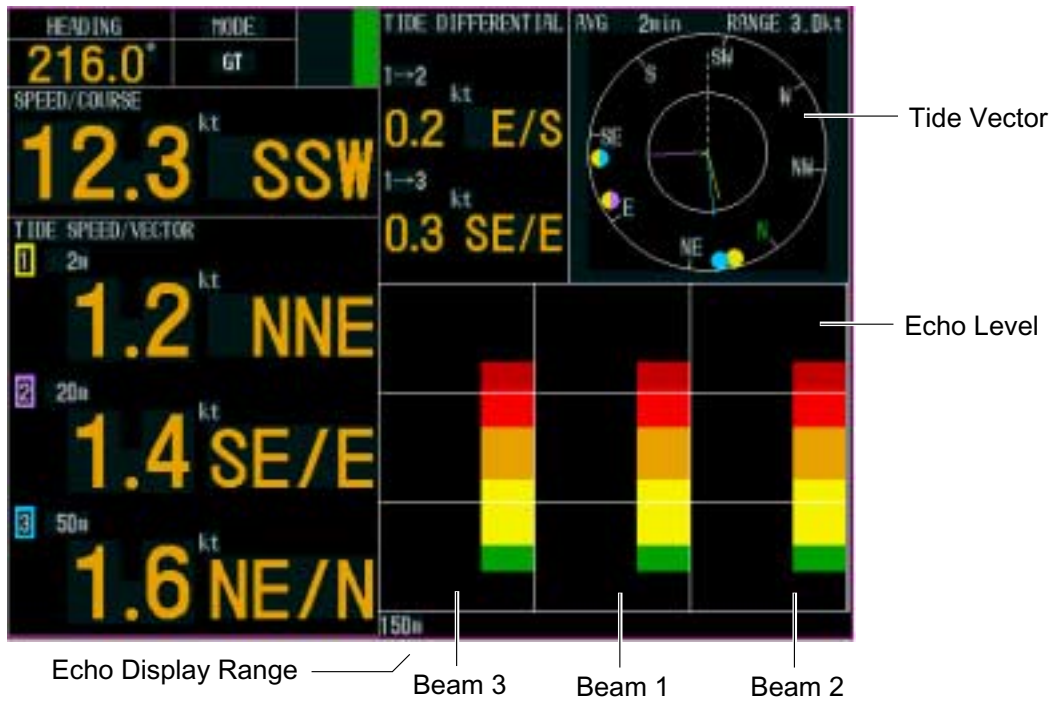 HEADING
MODE
216.0°
GT
SPEED/COURSE
12.3 kt SSW
TIDE SPEED/VECTOR
1 2m
1.2 kt NNE
2 20m
1.4 kt SE/E
3 50m
1.6 kt NE/N
TIDE DIFFERENTIAL
1→2
0.2 kt E/S
1→3
0.3 kt SE/E
AVG 2min RANGE 3.0kt
SW
S
W
SE
NW
E
N
NE
150m
Tide Vector
Echo Level
Echo Display Range
Beam 3
Beam 1
Beam 2